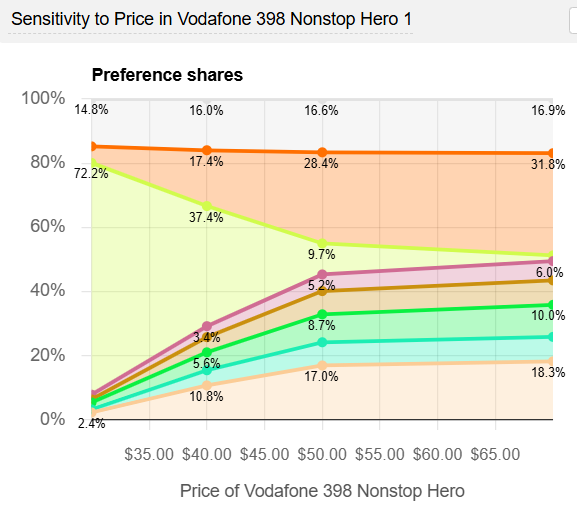 Sensitivity to Price in Vodafone 398 Nonstop Hero 1
Preference shares
100%
14.8% 16.0% 16.6% 16.9%
80%
72.2% 17.4% 28.4% 31.8%
60%
37.4%
9.7%
40%
5.2% 6.0%
3.4% 8.7% 10.0%
20%
5.6% 17.0% 18.3%
10.8%
0%
2.4%
$35.00 $40.00 $45.00 $50.00 $55.00 $60.00 $65.00
Price of Vodafone 398 Nonstop Hero